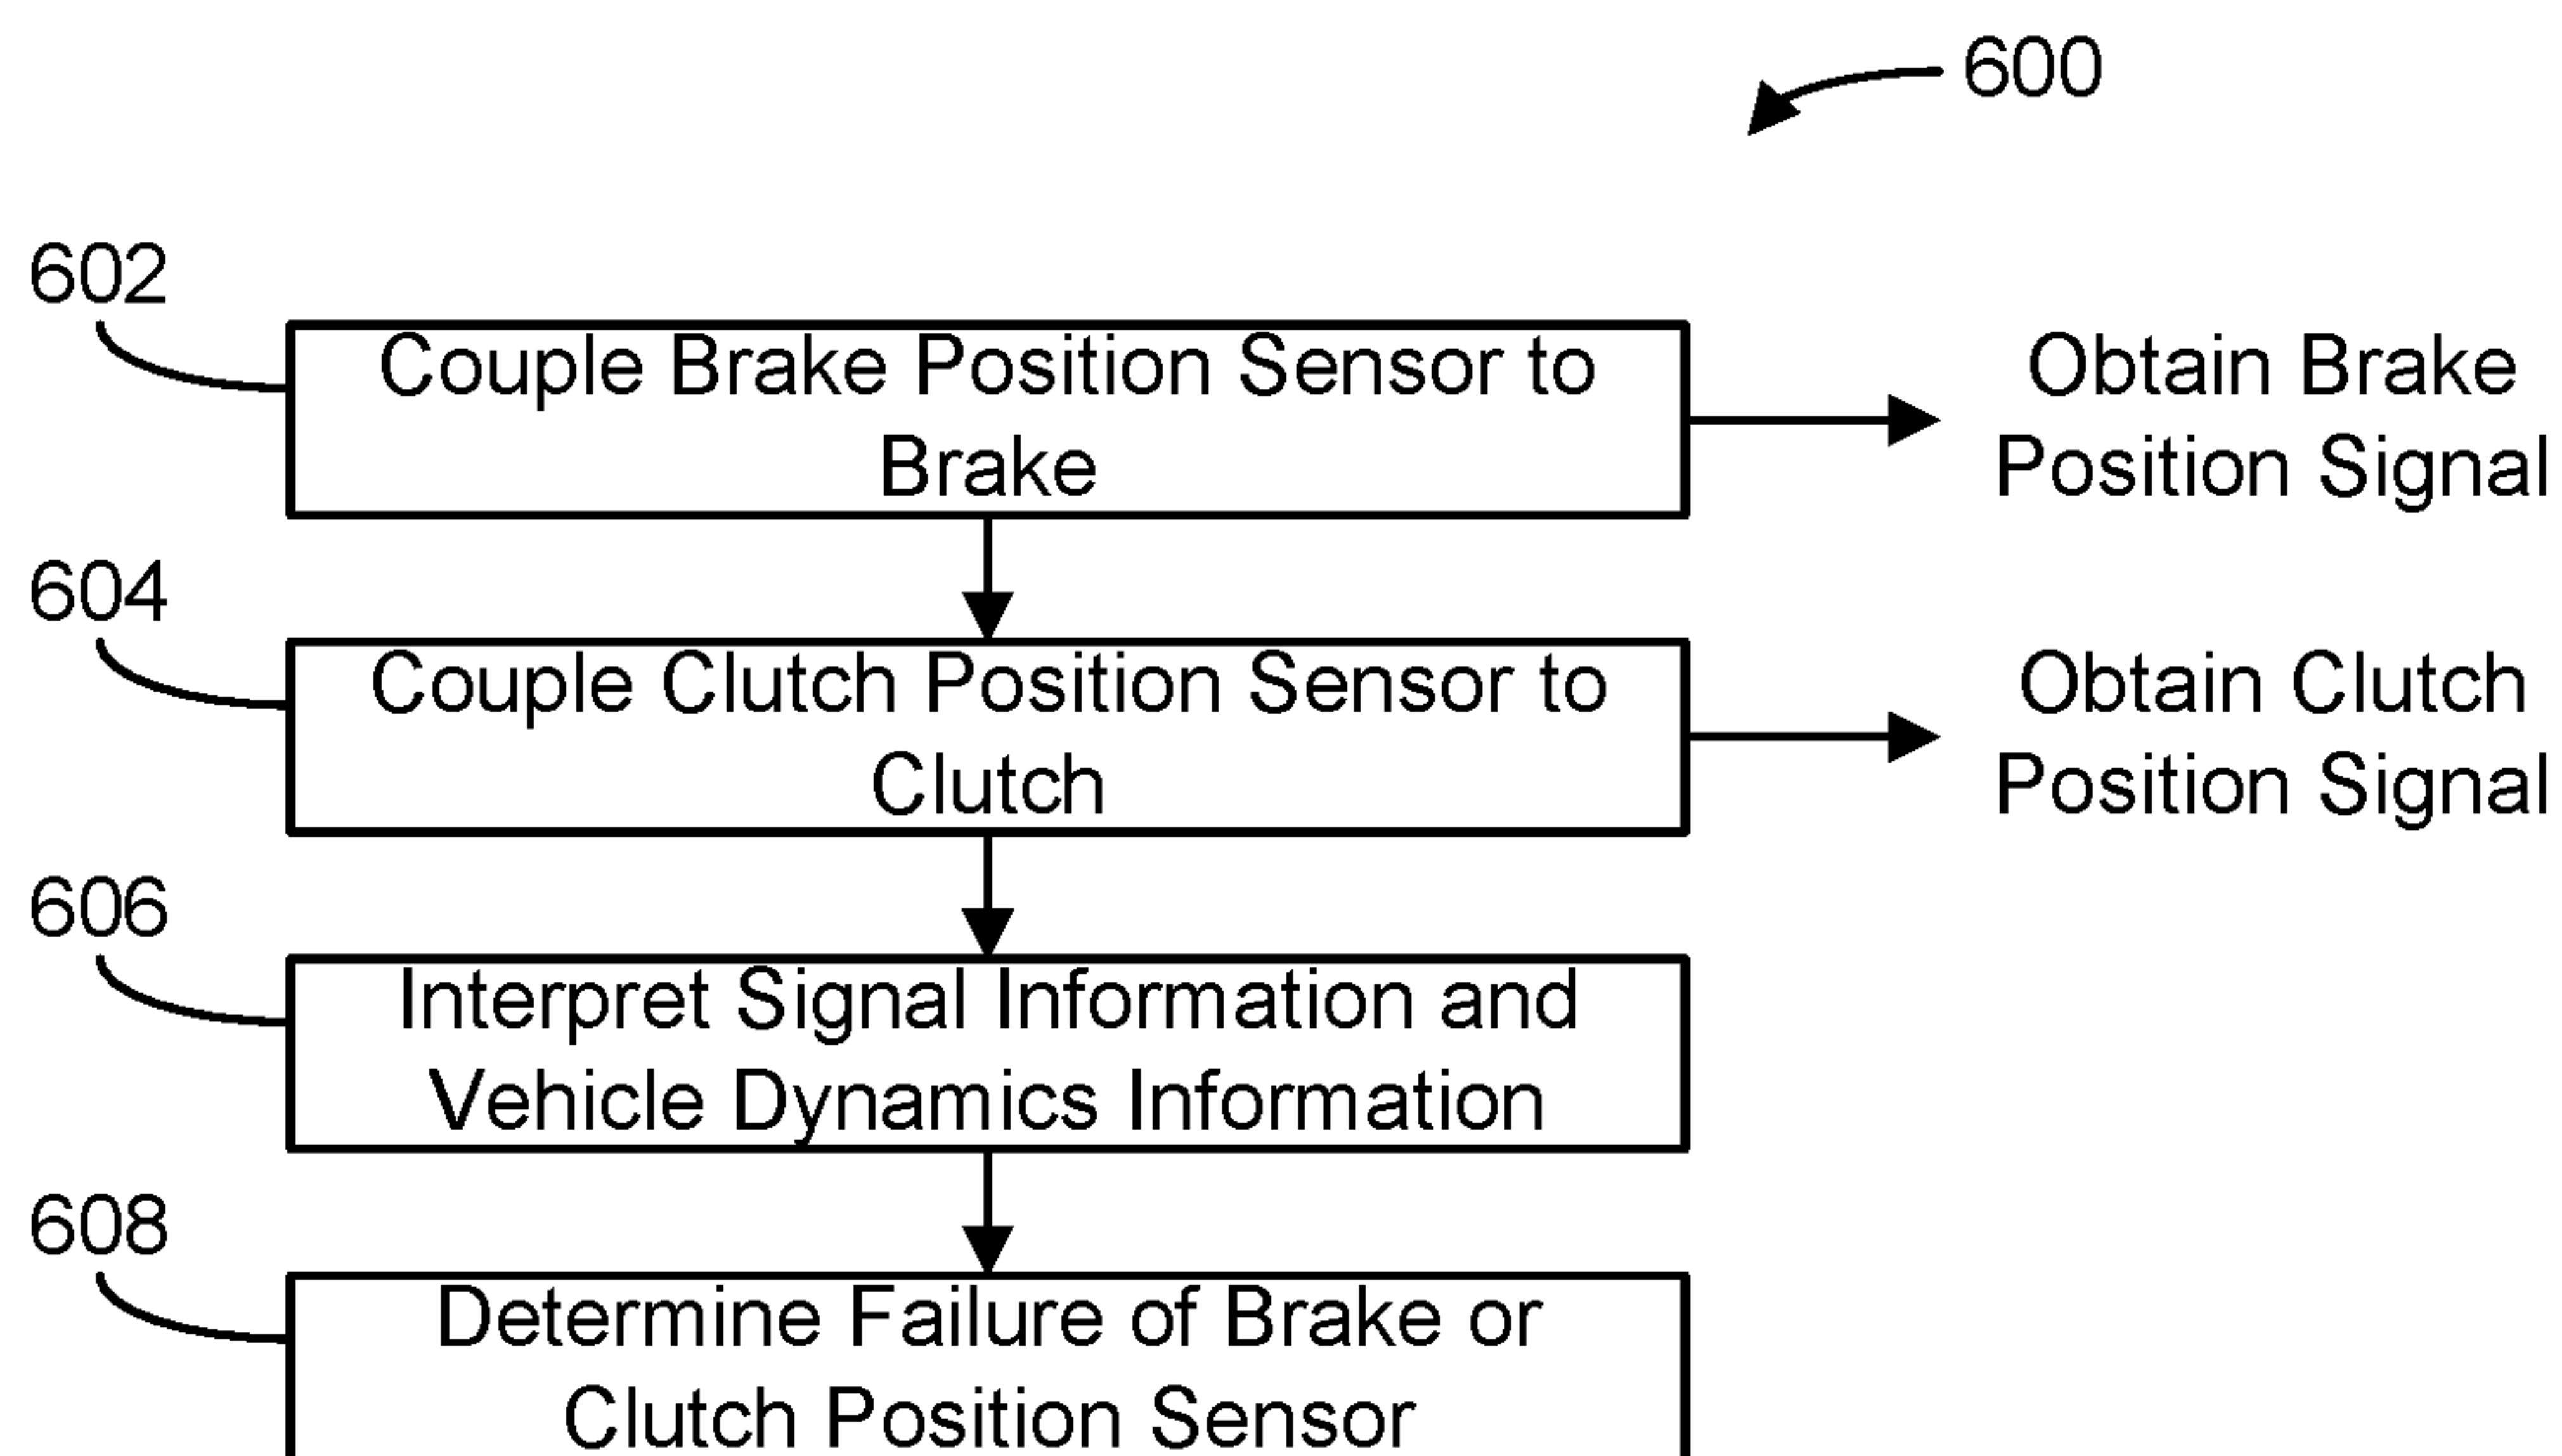 600
602
Couple Brake Position Sensor to
Brake
Obtain Brake
Position Signal
604
Couple Clutch Position Sensor to
Clutch
Obtain Clutch
Position Signal
606
Interpret Signal Information and
Vehicle Dynamics Information
608
Determine Failure of Brake or
Clutch Position Sensor